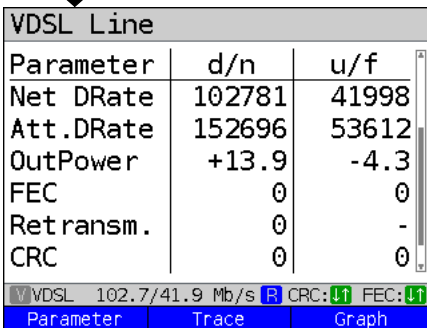 VDSL Line
Parameter d/n u/f
Net DRate 102781 41998
Att.DRate 152696 53612
OutPower +13.9 -4.3
FEC 0 0
Retransm. 0 -
CRC 0 0
V VDSL 102.7/41.9 Mb/s R CRC:↓↑ FEC:↓↑
Parameter Trace Graph